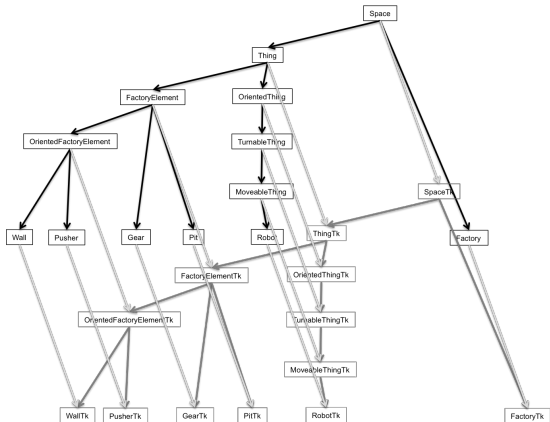 Space
Thing
FactoryElement
OrientedThing
OrientedFactoryElement
TurnableThing
MoveableThing
SpaceTk
Wall
Pusher
Gear
Pit
Robot
ThingTk
Factory
FactoryElementTk
OrientedThingTk
OrientedFactoryElementTk
TurnableThingTk
MoveableThingTk
WallTk
PusherTk
GearTk
PitTk
RobotTk
FactoryTk